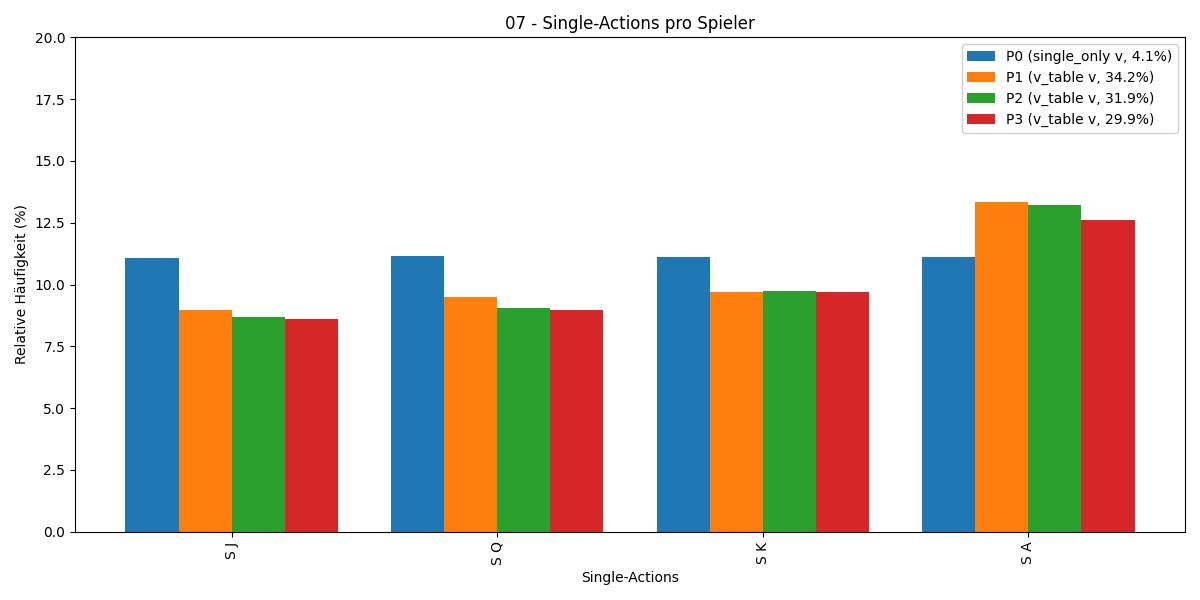 07 - Single-Actions pro Spieler
20.0
17.5
15.0
12.5
10.0
7.5
5.0
2.5
0.0
Relative Häufigkeit (%)
P0 (single_only v, 4.1%)
P1 (v_table v, 34.2%)
P2 (v_table v, 31.9%)
P3 (v_table v, 29.9%)
S J
S Q
S K
S A
Single-Actions